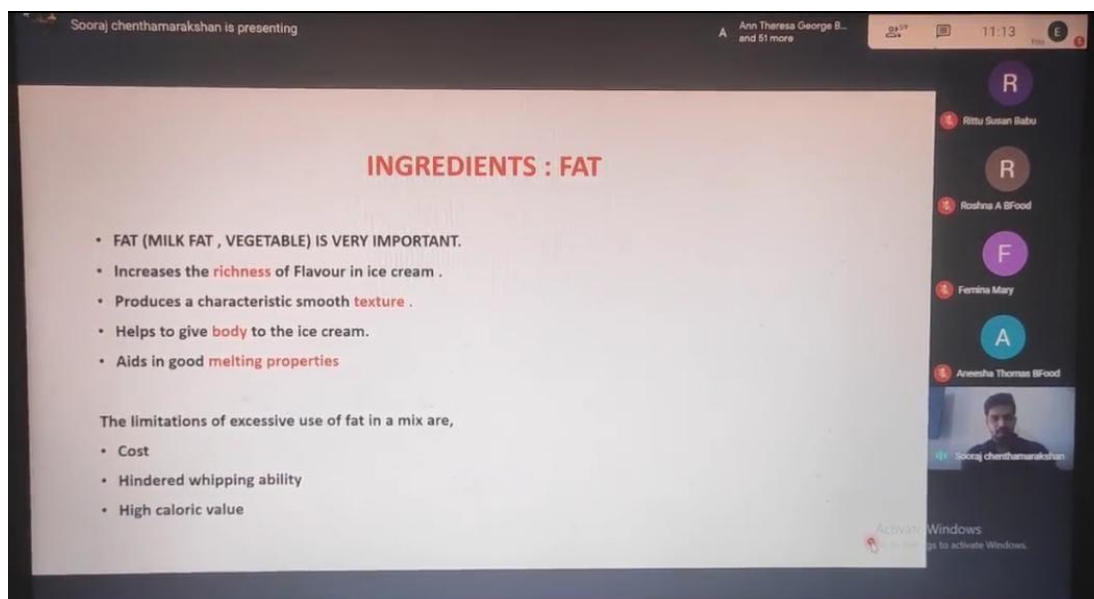 Sooraj chenthamarakshan is presenting
A
Ann Theresa George B...
and 51 more
11:13
You
E
R
Rittu Susan Babu
R
Roshna A BFood
F
Femina Mary
A
Aneesha Thomas BFood
Sooraj chenthamarakshan
INGREDIENTS : FAT
• FAT (MILK FAT , VEGETABLE) IS VERY IMPORTANT.
• Increases the richness of Flavour in ice cream .
• Produces a characteristic smooth texture .
• Helps to give body to the ice cream.
• Aids in good melting properties
The limitations of excessive use of fat in a mix are,
• Cost
• Hindered whipping ability
• High caloric value
Activate Windows
to activate Windows.